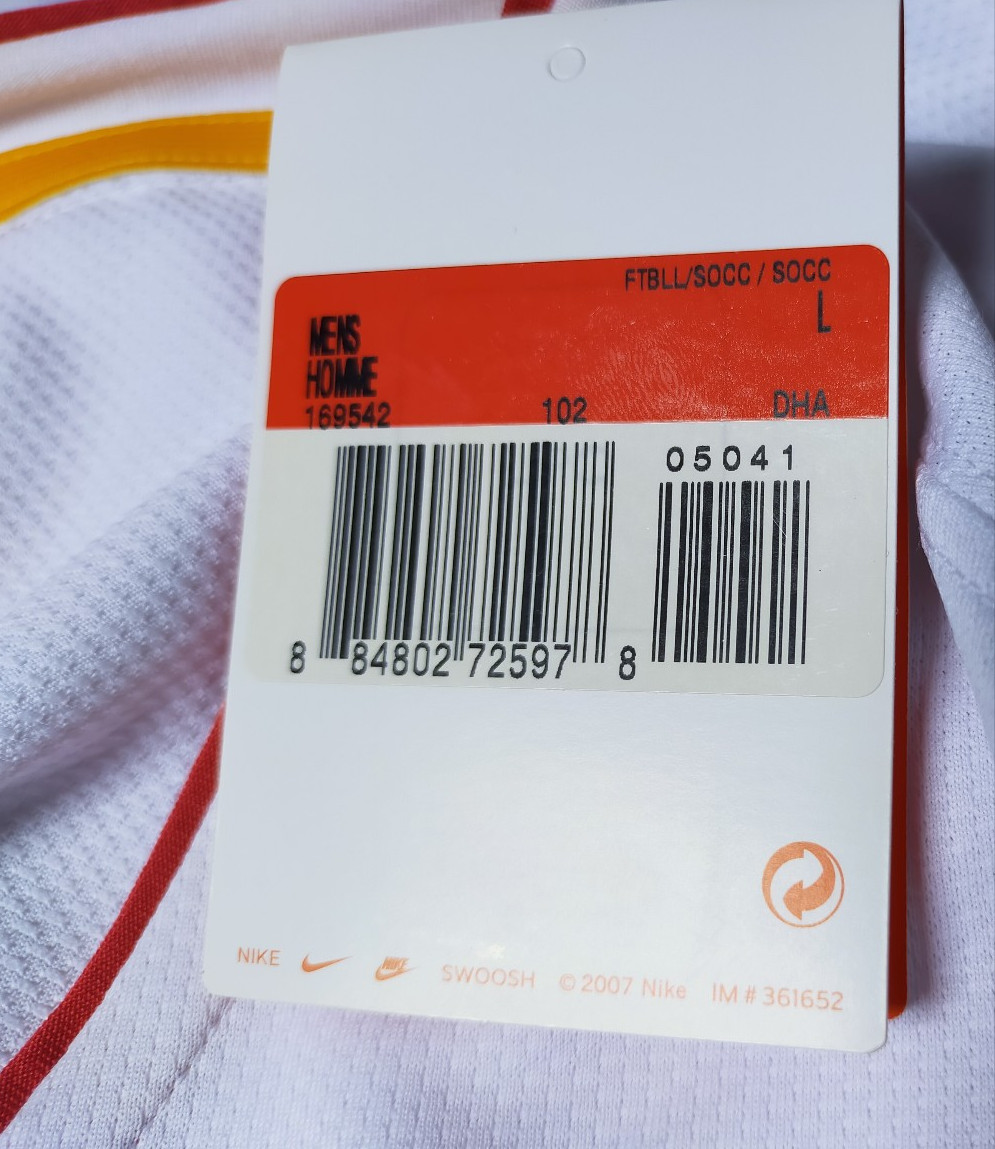 FTBLL/SOCC / SOCC
L
MENS
HOMME
169542 102 DHA
05041
8 84802 72597 8
NIKE NIKE SWOOSH © 2007 Nike IM # 361652